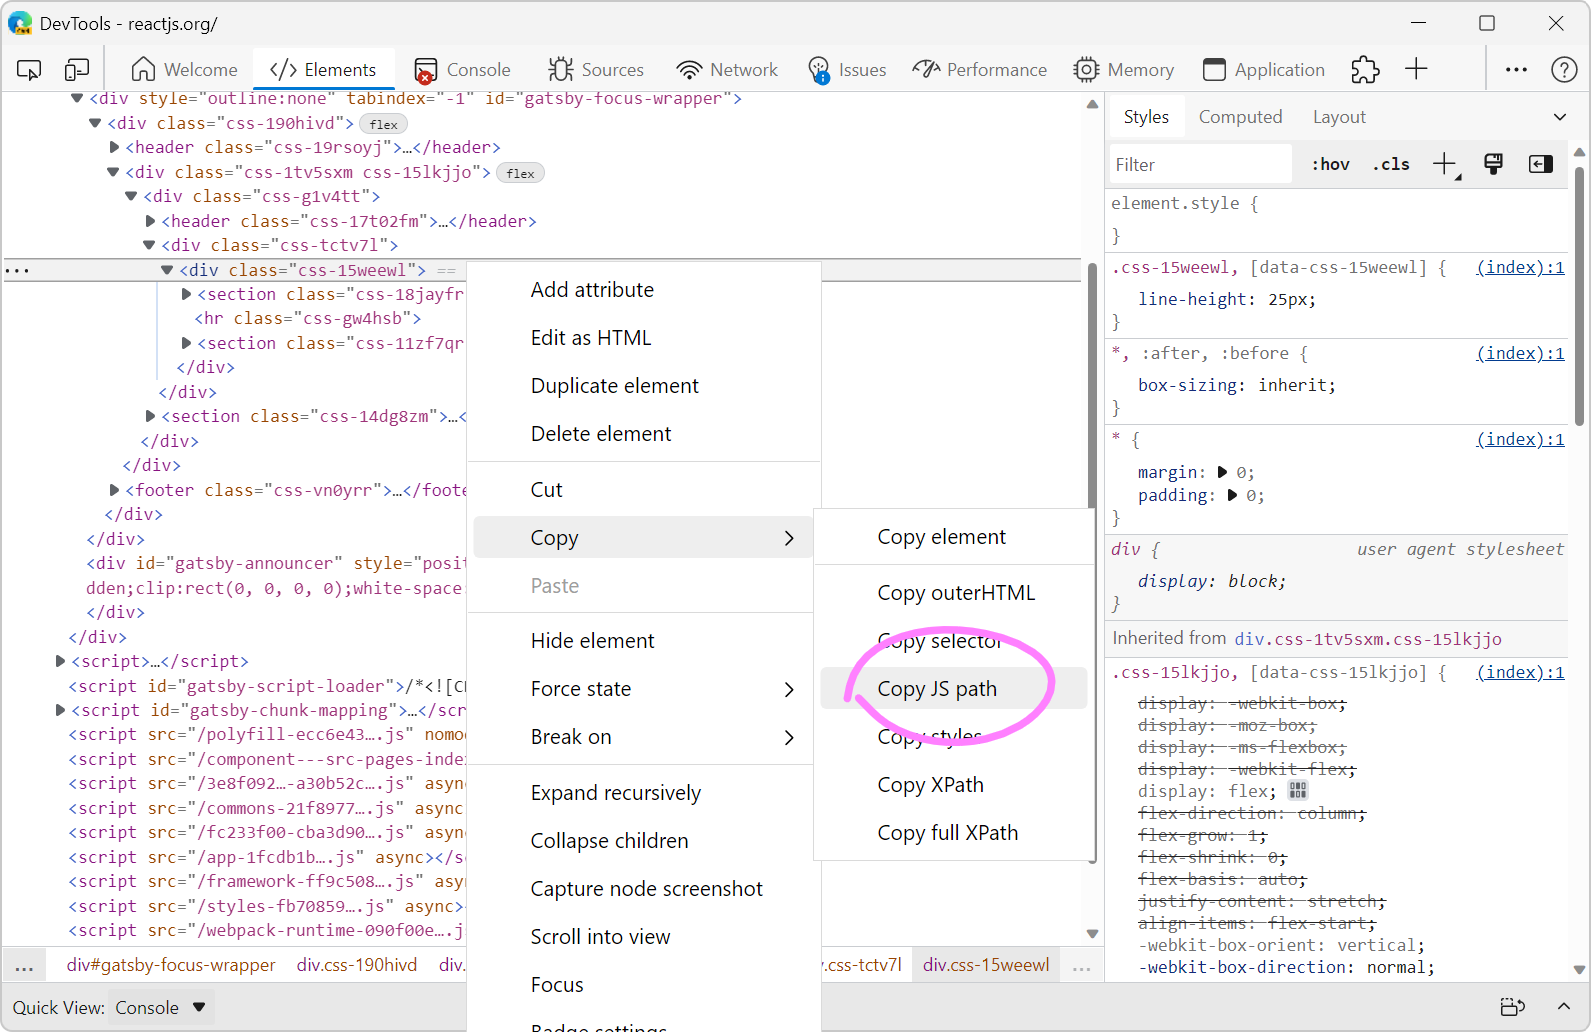 DevTools - reactjs.org/
Welcome
</> Elements
Console
Sources
Network
Issues
Performance
Memory
Application
<div style="outline:none" tabindex="-1" id="gatsby-focus-wrapper">
<div class="css-190hivd"> flex
<header class="css-19rsoyj">…</header>
<div class="css-1tv5sxm css-15lkjjo"> flex
<div class="css-g1v4tt">
<header class="css-17t02fm">…</header>
<div class="css-tctv7l">
... <div class="css-15weewl"> ==
<section class="css-18jayfr
<hr class="css-gw4hsb">
<section class="css-11zf7qr
</div>
</div>
<section class="css-14dg8zm">…<
</div>
</div>
<footer class="css-vn0yrr">…</foote
</div>
</div>
<div id="gatsby-announcer" style="posit
dden;clip:rect(0, 0, 0, 0);white-space:
</div>
</div>
<script>…</script>
<script id="gatsby-script-loader">/*<![CD
<script id="gatsby-chunk-mapping">…</scr
<script src="/polyfill-ecc6e43….js" nomod
<script src="/component---src-pages-index
<script src="/3e8f092…-a30b52c….js" async
<script src="/commons-21f8977….js" async
<script src="/fc233f00-cba3d90….js" async
<script src="/app-1fcdb1b….js" async></sc
<script src="/framework-ff9c508….js" asyn
<script src="/styles-fb70859….js" async><
<script src="/webpack-runtime-090f00e….js
Add attribute
Edit as HTML
Duplicate element
Delete element
Cut
Copy
Paste
Hide element
Force state
Break on
Expand recursively
Collapse children
Capture node screenshot
Scroll into view
Focus
Badge settings
Copy element
Copy outerHTML
Copy selector
Copy JS path
Copy styles
Copy XPath
Copy full XPath
Styles
Computed
Layout
Filter
:hov
.cls
element.style {
}
.css-15weewl, [data-css-15weewl] { (index):1
line-height: 25px;
}
*, :after, :before { (index):1
box-sizing: inherit;
}
* { (index):1
margin: 0;
padding: 0;
}
div { user agent stylesheet
display: block;
}
Inherited from div.css-1tv5sxm.css-15lkjjo
.css-15lkjjo, [data-css-15lkjjo] { (index):1
display: -webkit-box;
display: -moz-box;
display: -ms-flexbox;
display: -webkit-flex;
display: flex;
flex-direction: column;
flex-grow: 1;
flex-shrink: 0;
flex-basis: auto;
justify-content: stretch;
align-items: flex-start;
-webkit-box-orient: vertical;
-webkit-box-direction: normal;
... div#gatsby-focus-wrapper div.css-190hivd div. .css-tctv7l div.css-15weewl ...
Quick View: Console